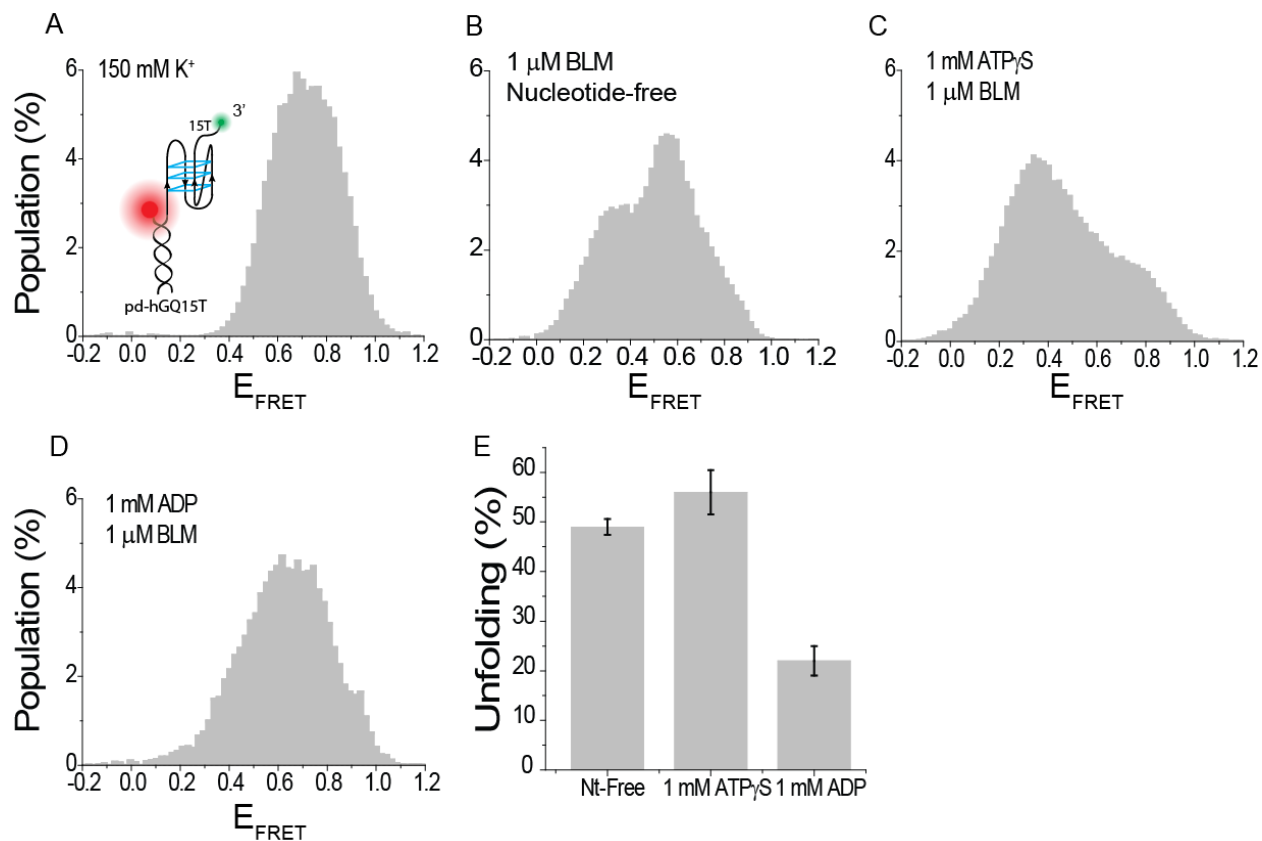 A
150 mM K⁺
Population (%)
6
4
2
0
15T
3'
pd-hGQ15T
-0.2 0.0 0.2 0.4 0.6 0.8 1.0 1.2
E_FRET
B
1 μM BLM
Nucleotide-free
6
4
2
0
-0.2 0.0 0.2 0.4 0.6 0.8 1.0 1.2
E_FRET
C
1 mM ATPγS
1 μM BLM
6
4
2
0
-0.2 0.0 0.2 0.4 0.6 0.8 1.0 1.2
E_FRET
D
1 mM ADP
1 μM BLM
Population (%)
6
4
2
0
-0.2 0.0 0.2 0.4 0.6 0.8 1.0 1.2
E_FRET
E
Unfolding (%)
60
50
40
30
20
10
0
Nt-Free 1 mM ATPγS 1 mM ADP